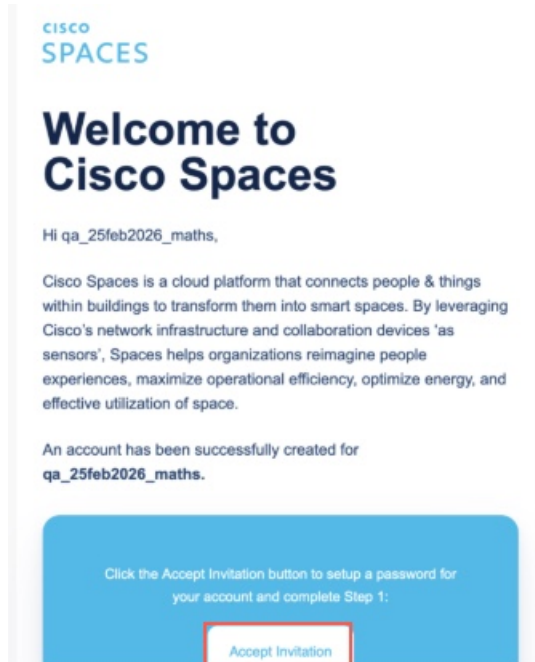 CISCO
SPACES
Welcome to
Cisco Spaces
Hi qa_25feb2026_maths,
Cisco Spaces is a cloud platform that connects people & things
within buildings to transform them into smart spaces. By leveraging
Cisco's network infrastructure and collaboration devices 'as
sensors', Spaces helps organizations reimagine people
experiences, maximize operational efficiency, optimize energy, and
effective utilization of space.
An account has been successfully created for
qa_25feb2026_maths.
Click the Accept Invitation button to setup a password for
your account and complete Step 1:
Accept Invitation